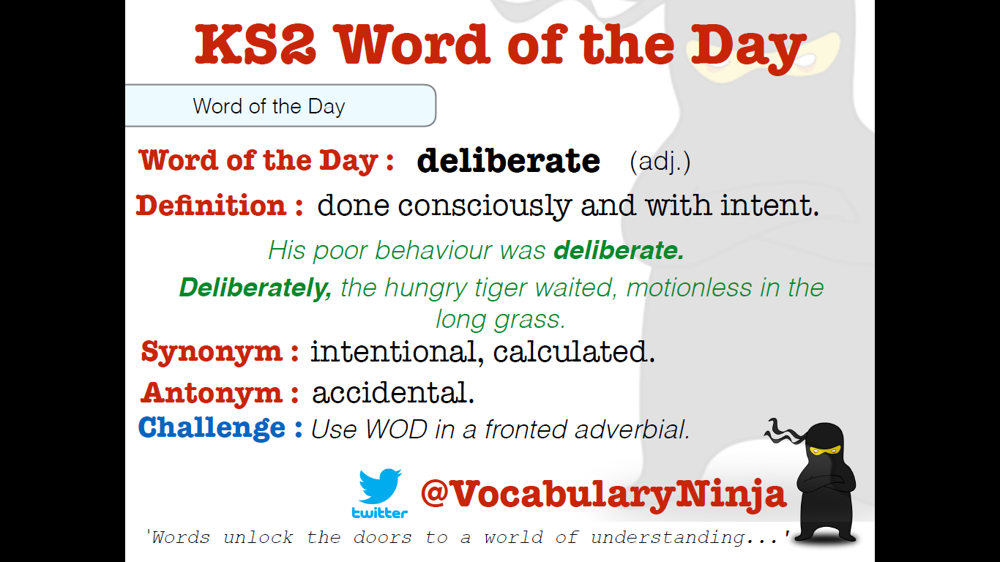 KS2 Word of the Day
Word of the Day
Word of the Day : deliberate (adj.)
Definition : done consciously and with intent.
His poor behaviour was deliberate.
Deliberately, the hungry tiger waited, motionless in the
long grass.
Synonym : intentional, calculated.
Antonym : accidental.
Challenge : Use WOD in a fronted adverbial.
twitter @VocabularyNinja
'Words unlock the doors to a world of understanding...'